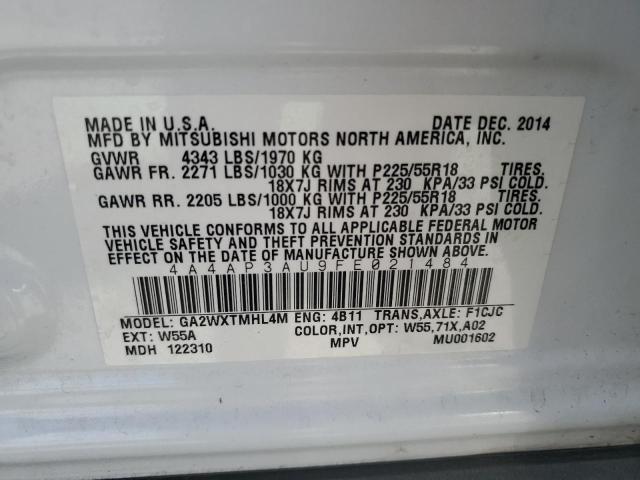 MADE IN U.S.A. DATE DEC. 2014
MFD BY MITSUBISHI MOTORS NORTH AMERICA, INC.
GVWR 4343 LBS/1970 KG
GAWR FR. 2271 LBS/1030 KG WITH P225/55R18 TIRES.
18X7J RIMS AT 230 KPA/33 PSI COLD.
GAWR RR. 2205 LBS/1000 KG WITH P225/55R18 TIRES.
18X7J RIMS AT 230 KPA/33 PSI COLD.
THIS VEHICLE CONFORMS TO ALL APPLICABLE FEDERAL MOTOR
VEHICLE SAFETY AND THEFT PREVENTION STANDARDS IN
EFFECT ON THE DATE OF MANUFACTURE SHOWN ABOVE.
4A4AP3AU9FE021484
MODEL: GA2WXTMHL4M ENG: 4B11 TRANS,AXLE: F1CJC
EXT: W55A COLOR,INT,OPT: W55,71X,A02
MDH 122310 MPV MU001602